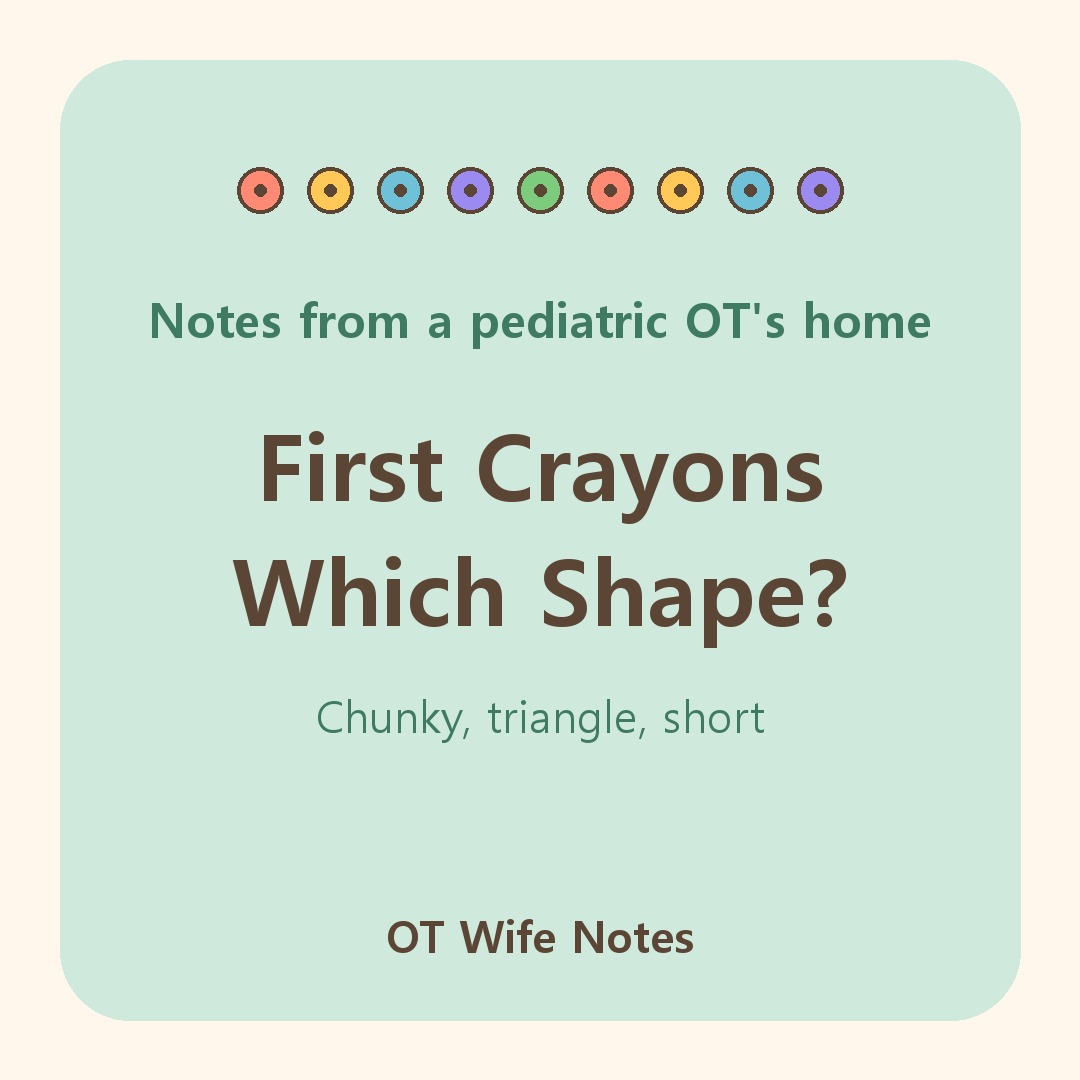 Notes from a pediatric OT's home
First Crayons
Which Shape?
Chunky, triangle, short
OT Wife Notes